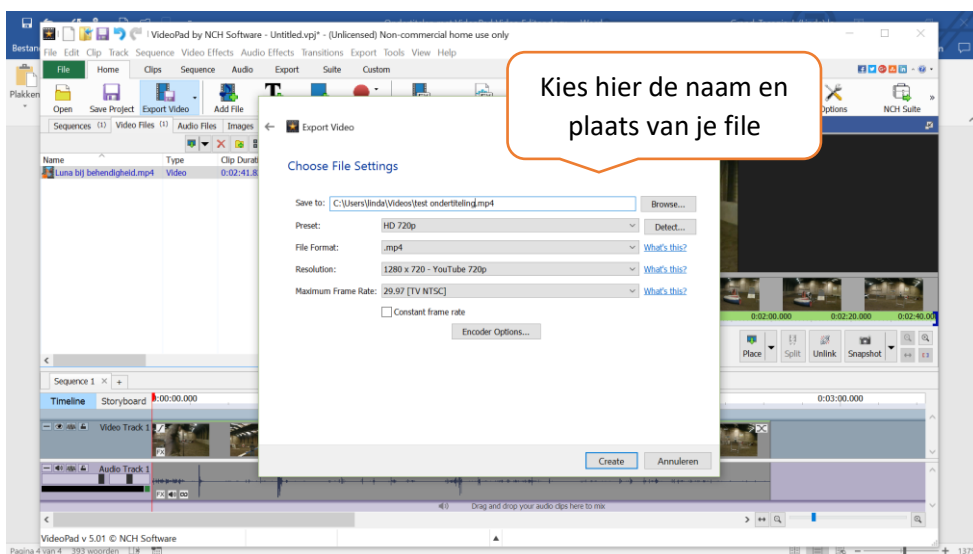 Bestan
Plakken
VideoPad by NCH Software - Untitled.vpj* - (Unlicensed) Non-commercial home use only
File Edit Clip Track Sequence Video Effects Audio Effects Transitions Export Tools View Help
File Home Clips Sequence Audio Export Suite Custom
Open Save Project Export Video Add File Options NCH Suite
Sequences (1) Video Files (1) Audio Files Images
Name Type Clip Durat
Luna bij behendigheid.mp4 Video 0:02:41.8
Kies hier de naam en
plaats van je file
Export Video
Choose File Settings
Save to: C:\Users\linda\Videos\test ondertiteling.mp4 Browse...
Preset: HD 720p Detect...
File Format: .mp4 What's this?
Resolution: 1280 x 720 - YouTube 720p What's this?
Maximum Frame Rate: 29.97 [TV NTSC] What's this?
Constant frame rate
Encoder Options...
Create Annuleren
0:02:00.000 0:02:20.000 0:02:40.00
Place Split Unlink Snapshot
Sequence 1 × +
Timeline Storyboard 0:00:00.000 0:03:00.000
Video Track 1
FX
Audio Track 1
FX
Drag and drop your audio clips here to mix
VideoPad v 5.01 © NCH Software
Pagina 4 van 4 393 woorden 137%